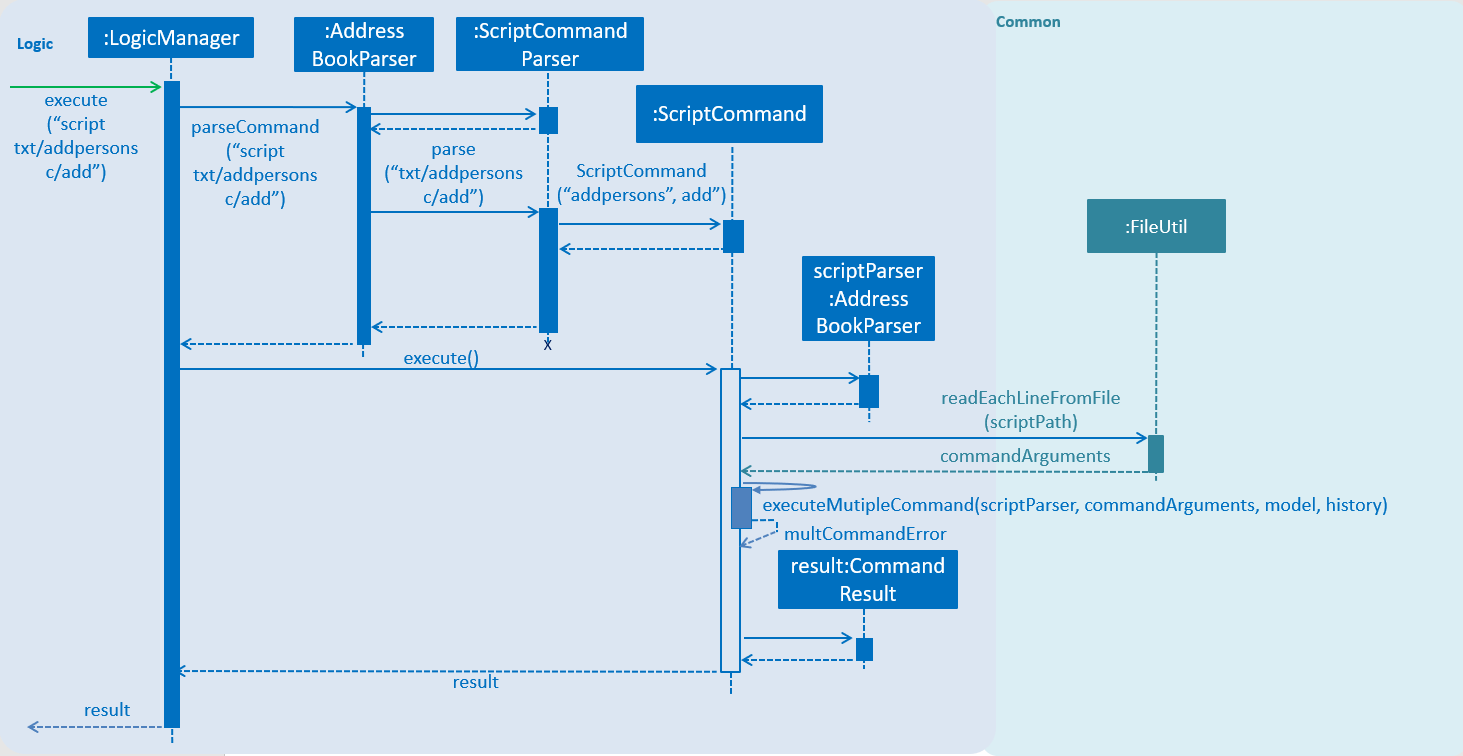 Logic
:LogicManager
:Address
BookParser
:ScriptCommand
Parser
Common
execute
(“script
txt/addpersons
c/add”)
parseCommand
(“script
txt/addpersons
c/add”)
parse
(“txt/addpersons
c/add”)
:ScriptCommand
ScriptCommand
(“addpersons”, add”)
:FileUtil
scriptParser
:Address
BookParser
X
execute()
readEachLineFromFile
(scriptPath)
commandArguments
executeMutipleCommand(scriptParser, commandArguments, model, history)
multCommandError
result:Command
Result
result
result